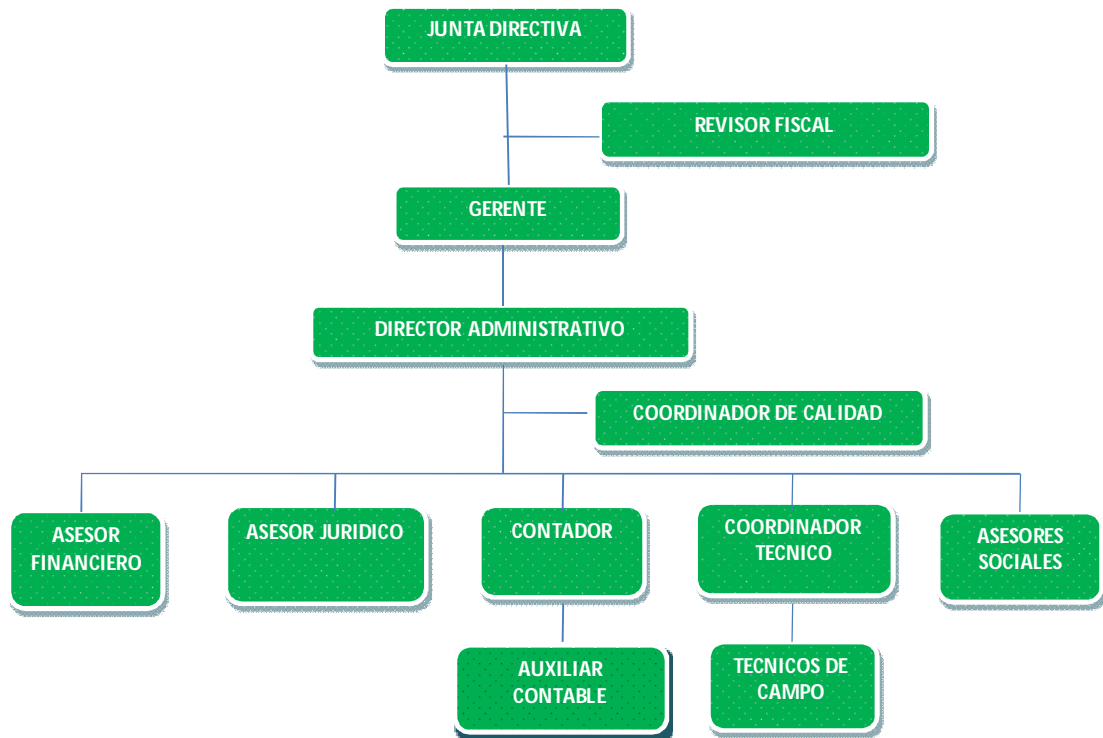 JUNTA DIRECTIVA
REVISOR FISCAL
GERENTE
DIRECTOR ADMINISTRATIVO
COORDINADOR DE CALIDAD
ASESOR
FINANCIERO
ASESOR JURIDICO
CONTADOR
COORDINADOR
TECNICO
ASESORES
SOCIALES
AUXILIAR
CONTABLE
TECNICOS DE
CAMPO